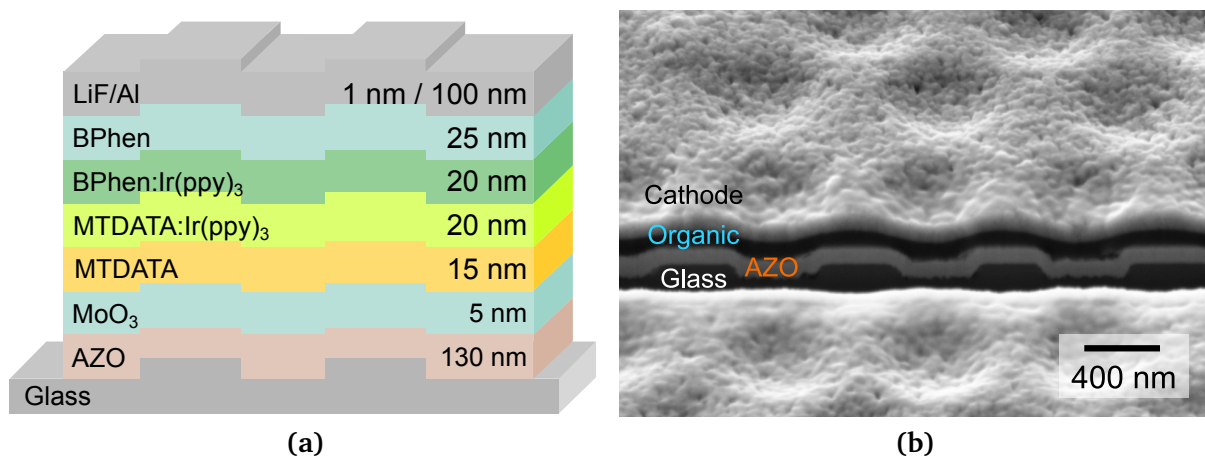 LiF/Al 1 nm / 100 nm
BPhen 25 nm
BPhen:Ir(ppy)₃ 20 nm
MTDATA:Ir(ppy)₃ 20 nm
MTDATA 15 nm
MoO₃ 5 nm
AZO 130 nm
Glass
(a)
Cathode
Organic
AZO
Glass
400 nm
(b)